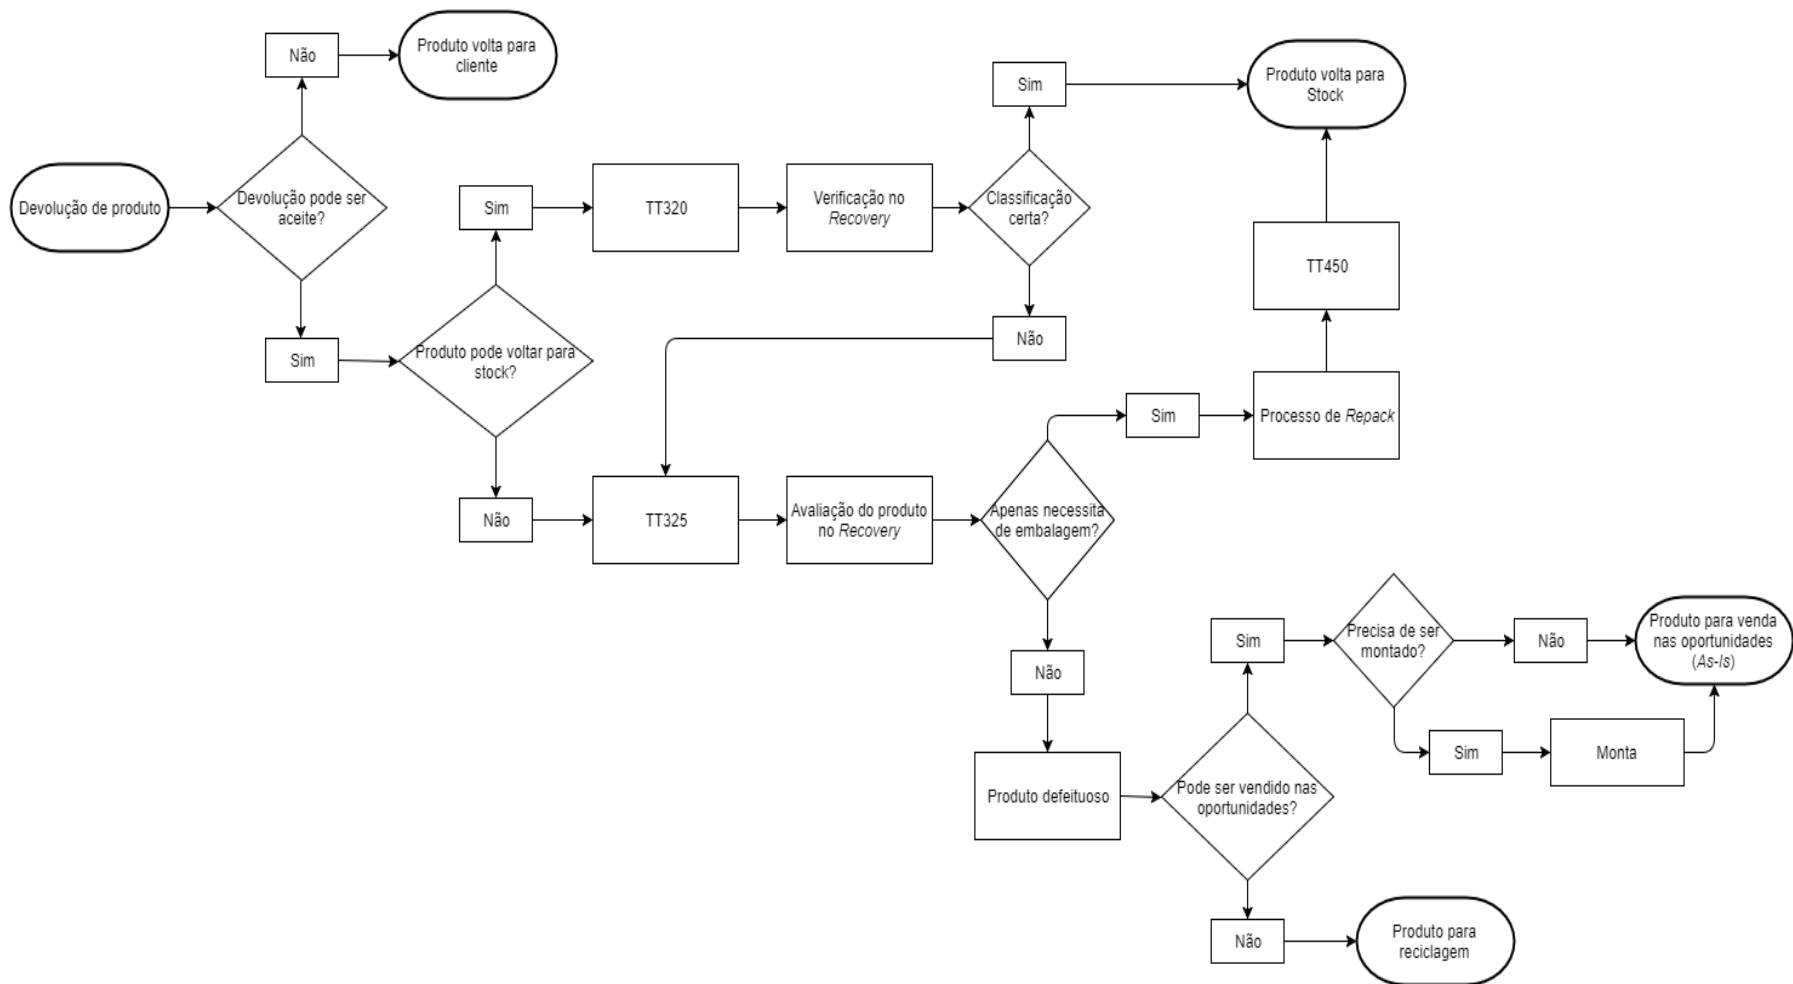 Não
Produto volta para
cliente
Devolução de produto
Devolução pode ser
aceite?
Sim
Produto pode voltar para
stock?
Sim
TT320
Verificação no
Recovery
Classificação
certa?
Sim
Produto volta para
Stock
Não
Não
TT325
Avaliação do produto
no Recovery
Apenas necessita
de embalagem?
Sim
Processo de Repack
TT450
Não
Produto defeituoso
Pode ser vendido nas
oportunidades?
Sim
Precisa de ser
montado?
Não
Produto para venda
nas oportunidades
(As-Is)
Sim
Monta
Não
Produto para
reciclagem